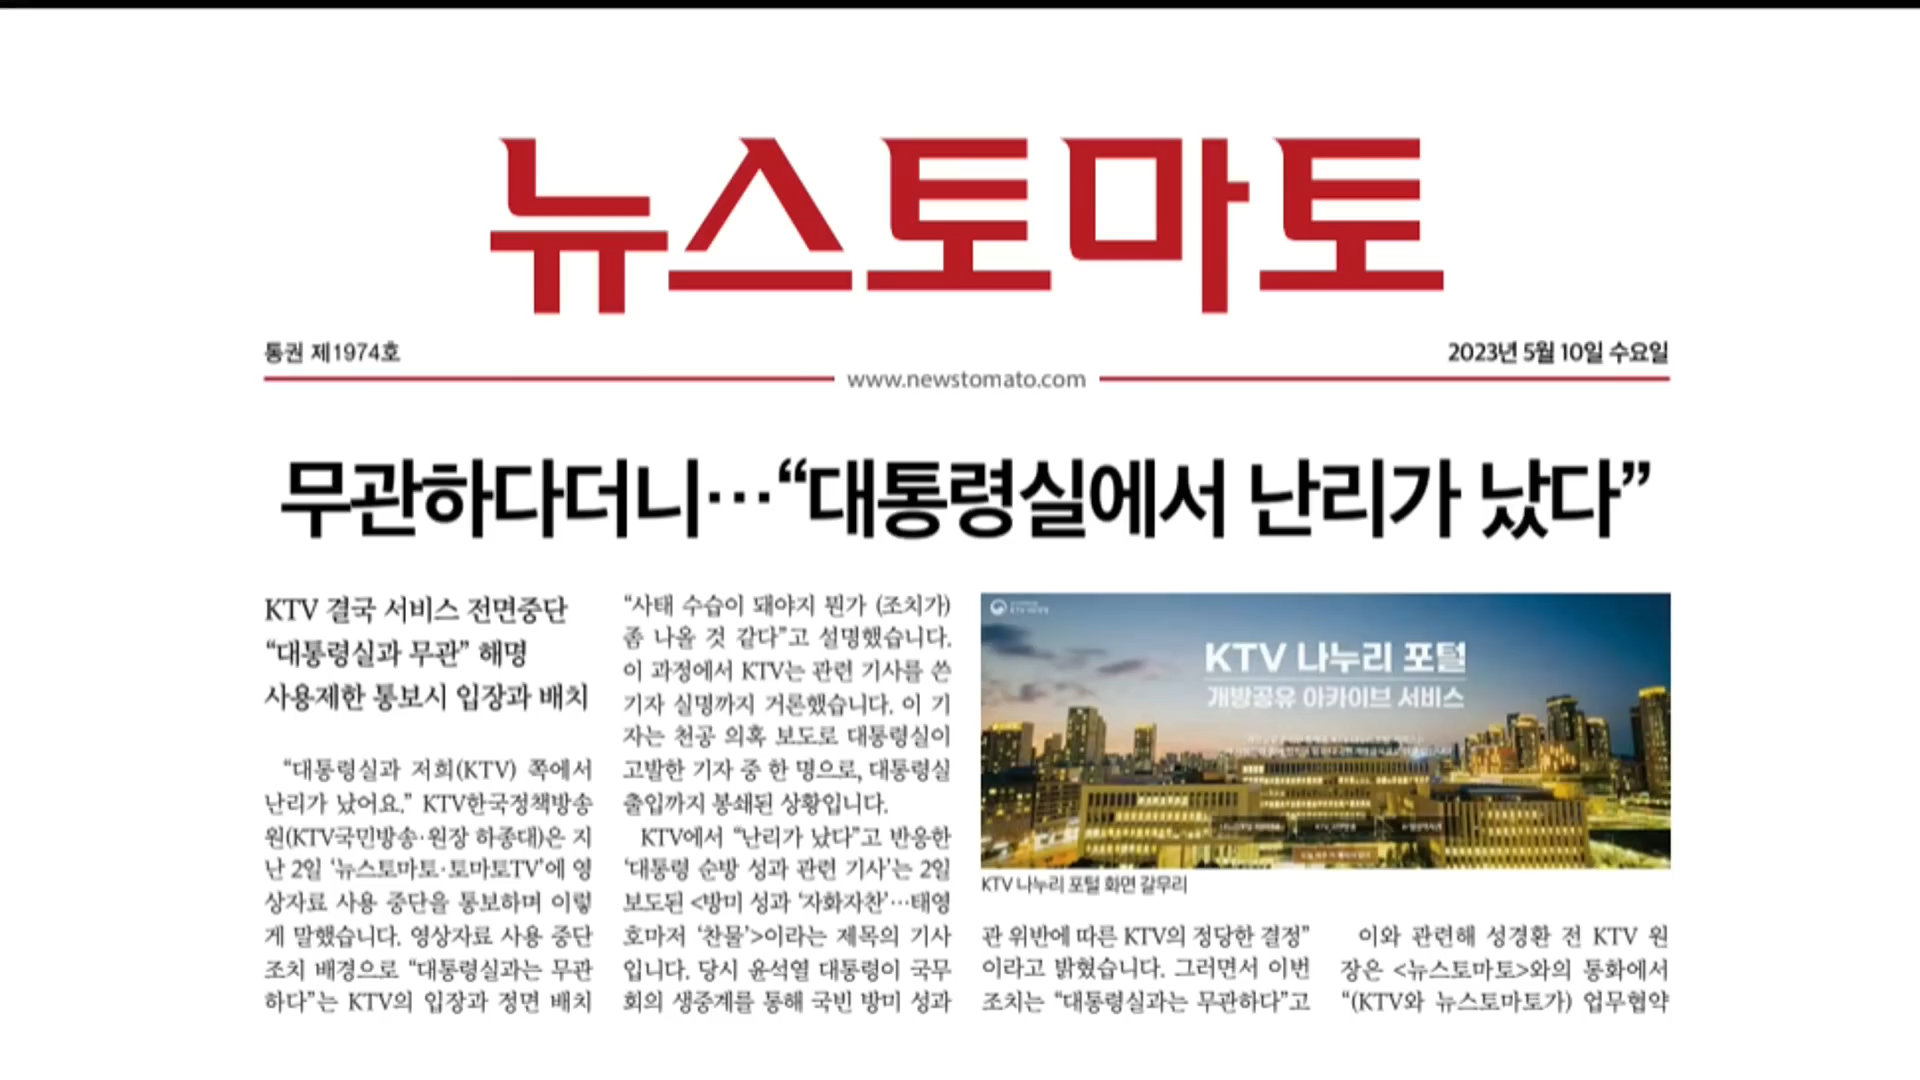 뉴스토마토
통권 제1974호
2023년 5월 10일 수요일
www.newstomato.com
무관하다더니…“대통령실에서 난리가 났다”
KTV 결국 서비스 전면중단
“대통령실과 무관” 해명
사용제한 통보시 입장과 배치
“대통령실과 저희(KTV) 쪽에서
난리가 났어요.” KTV한국정책방송
원(KTV국민방송·원장 하종대)은 지
난 2일 ‘뉴스토마토·토마토TV’에 영
상자료 사용 중단을 통보하며 이렇
게 말했습니다. 영상자료 사용 중단
조치 배경으로 “대통령실과는 무관
하다”는 KTV의 입장과 정면 배치
“사태 수습이 돼야지 뭔가 (조치가)
좀 나올 것 같다”고 설명했습니다.
이 과정에서 KTV는 관련 기사를 쓴
기자 실명까지 거론했습니다. 이 기
자는 천공 의혹 보도로 대통령실이
고발한 기자 중 한 명으로, 대통령실
출입까지 봉쇄된 상황입니다.
KTV에서 “난리가 났다”고 반응한
‘대통령 순방 성과 관련 기사’는 2일
보도된 <방미 성과 ‘자화자찬’…태영
호마저 ‘찬물’>이라는 제목의 기사
입니다. 당시 윤석열 대통령이 국무
회의 생중계를 통해 국빈 방미 성과
KTV 나누리 포털
개방공유 아카이브 서비스
KTV 나누리 포털 화면 갈무리
관 위반에 따른 KTV의 정당한 결정”
이라고 밝혔습니다. 그러면서 이번
조치는 “대통령실과는 무관하다”고
이와 관련해 성경환 전 KTV 원
장은 <뉴스토마토>와의 통화에서
“(KTV와 뉴스토마토가) 업무협약